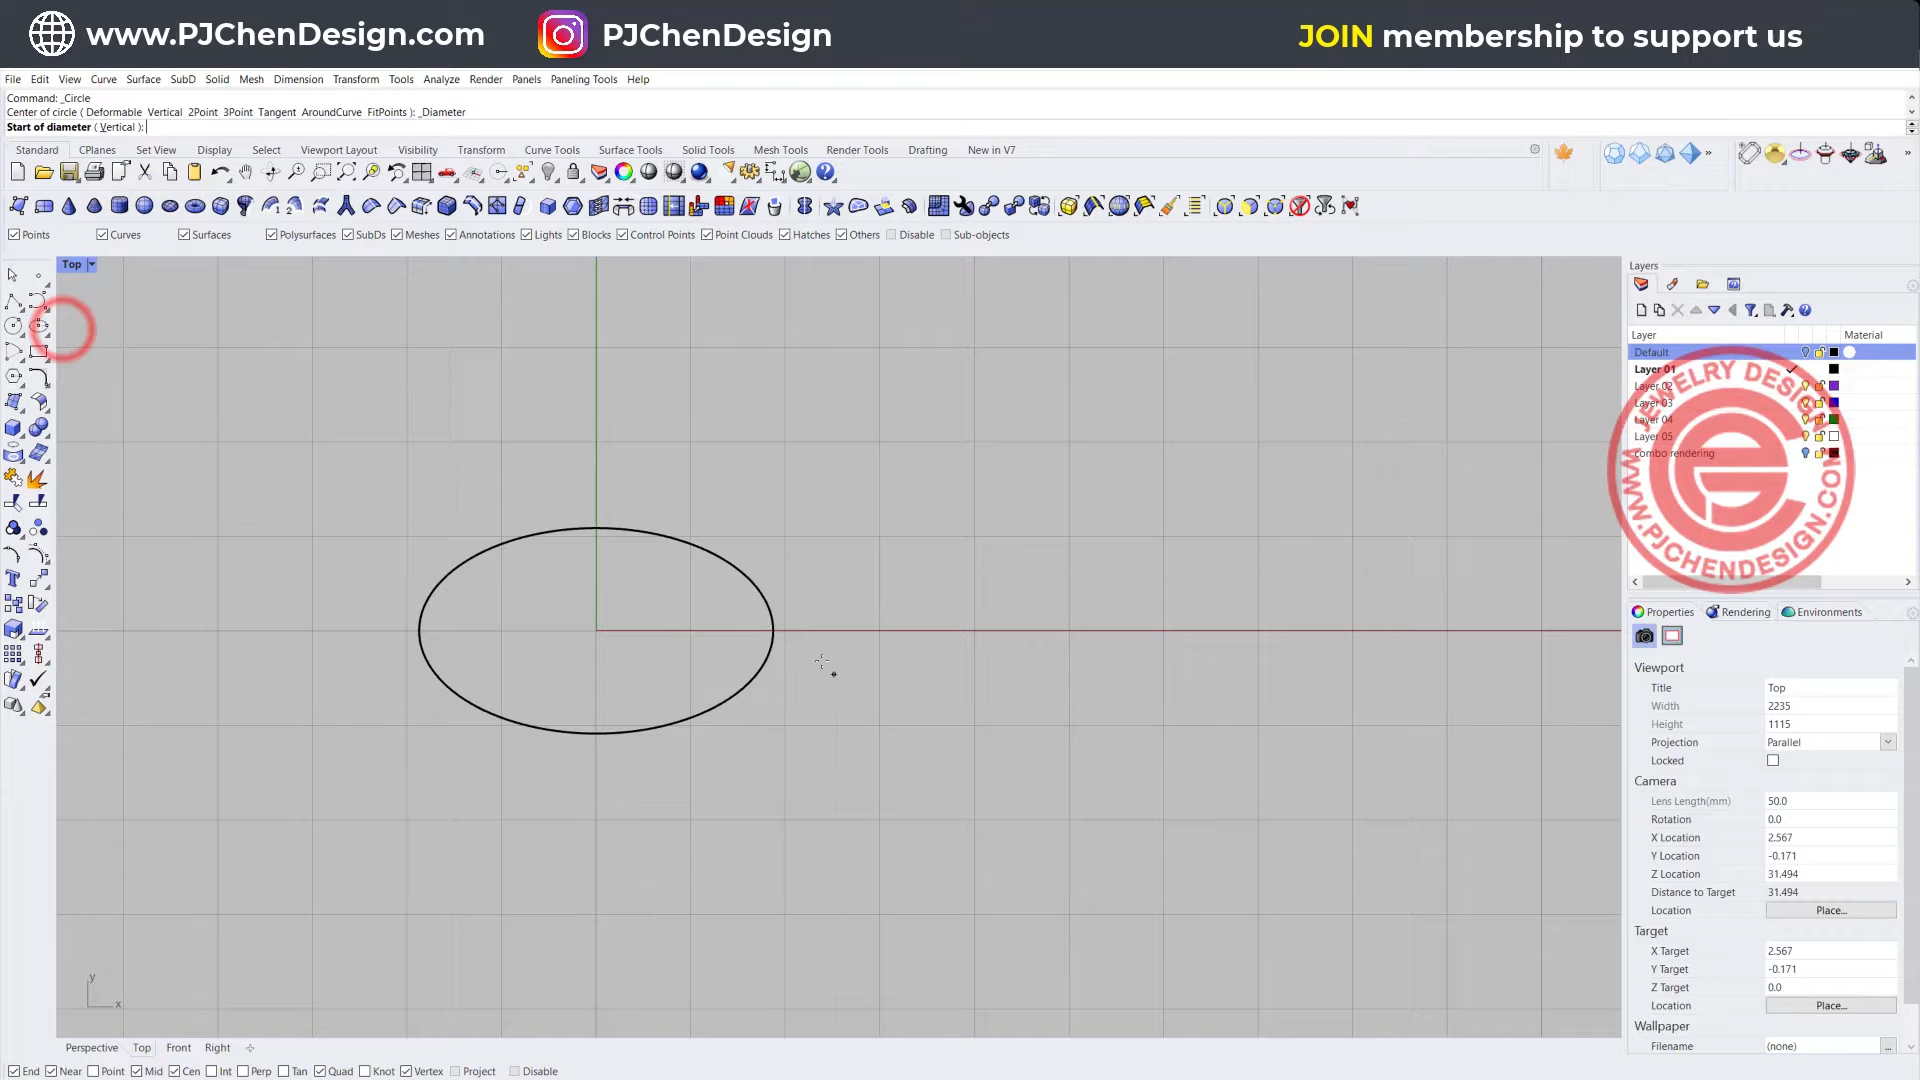 www.PJChenDesign.com PJChenDesign JOIN membership to support us
File Edit View Curve Surface SubD Solid Mesh Dimension Transform Tools Analyze Render Panels Paneling Tools Help
Command: _Circle
Center of circle ( Deformable Vertical 2Point 3Point Tangent AroundCurve FitPoints ): _Diameter
Start of diameter ( Vertical ):
Standard CPlanes Set View Display Select Viewport Layout Visibility Transform Curve Tools Surface Tools Solid Tools Mesh Tools Render Tools Drafting New in V7
Points Curves Surfaces Polysurfaces SubDs Meshes Annotations Lights Blocks Control Points Point Clouds Hatches Others Disable Sub-objects
Top
Layers
Layer Material
Default
Layer 01
Layer 02
Layer 03
Layer 04
Layer 05
combo rendering
JEWELRY DESIGN
WWW.PJCHENDESIGN.COM
Properties Rendering Environments
Viewport
Title Top
Width 2235
Height 1115
Projection Parallel
Locked
Camera
Lens Length(mm) 50.0
Rotation 0.0
X Location 2.567
Y Location -0.171
Z Location 31.494
Distance to Target 31.494
Location Place...
Target
X Target 2.567
Y Target -0.171
Z Target 0.0
Location Place...
Wallpaper
Filename (none) ...
y
x
Perspective Top Front Right
End Near Point Mid Cen Int Perp Tan Quad Knot Vertex Project Disable